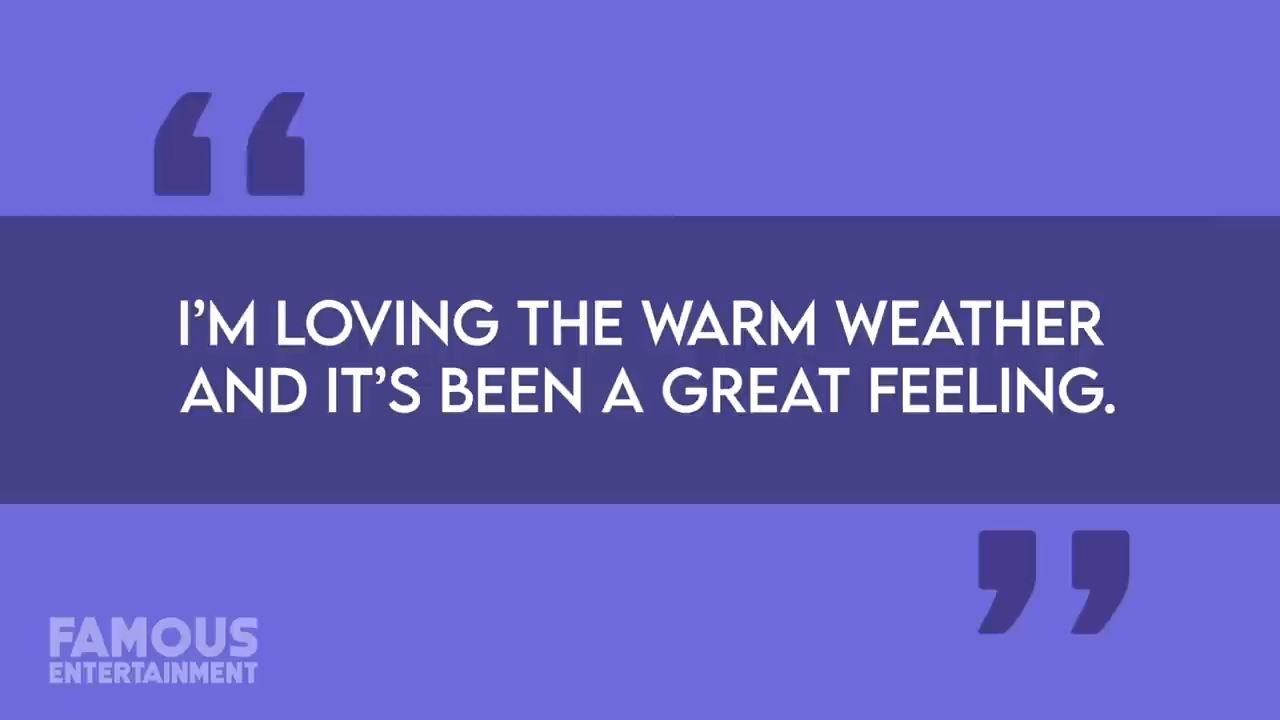 I'M LOVING THE WARM WEATHER
AND IT'S BEEN A GREAT FEELING.
FAMOUS
ENTERTAINMENT